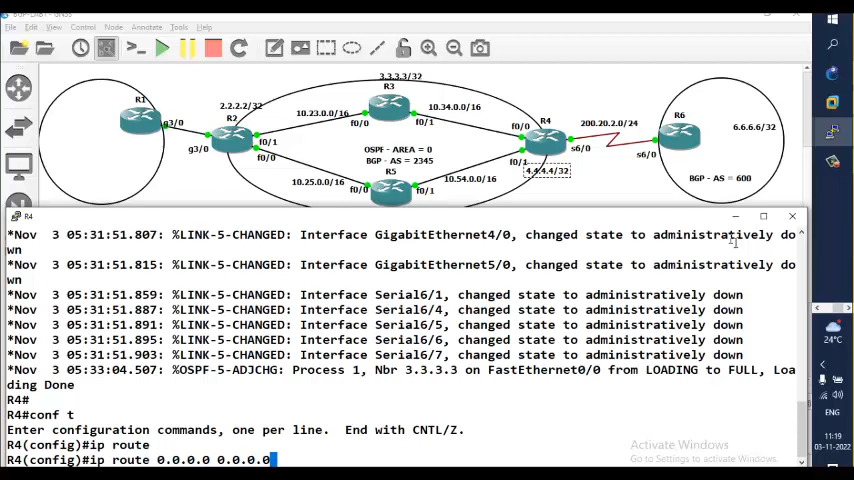 File Edit View Control Node Annotate Tools Help
3.3.3.3/32
R1
R3
2.2.2.2/32
g3/0
R2
10.23.0.0/16
10.34.0.0/16
R4
200.20.2.0/24
R6
f0/0
f0/1
f0/0
6.6.6.6/32
g3/0
f0/1
f0/0
OSPF - AREA = 0
BGP - AS = 2345
s6/0
s6/0
f0/1
10.25.0.0/16
R5
10.54.0.0/16
4.4.4.4/32
BGP - AS = 600
f0/0
f0/1
R4
*Nov  3 05:31:51.807: %LINK-5-CHANGED: Interface GigabitEthernet4/0, changed state to administratively do
wn
*Nov  3 05:31:51.815: %LINK-5-CHANGED: Interface GigabitEthernet5/0, changed state to administratively do
wn
*Nov  3 05:31:51.859: %LINK-5-CHANGED: Interface Serial6/1, changed state to administratively down
*Nov  3 05:31:51.887: %LINK-5-CHANGED: Interface Serial6/4, changed state to administratively down
*Nov  3 05:31:51.891: %LINK-5-CHANGED: Interface Serial6/5, changed state to administratively down
*Nov  3 05:31:51.895: %LINK-5-CHANGED: Interface Serial6/6, changed state to administratively down
*Nov  3 05:31:51.903: %LINK-5-CHANGED: Interface Serial6/7, changed state to administratively down
*Nov  3 05:33:04.507: %OSPF-5-ADJCHG: Process 1, Nbr 3.3.3.3 on FastEthernet0/0 from LOADING to FULL, Loa
ding Done
R4#
R4#conf t
Enter configuration commands, one per line.  End with CNTL/Z.
R4(config)#ip route
R4(config)#ip route 0.0.0.0 0.0.0.0
Activate Windows
Go to Settings to activate Windows.
24°C
ENG
11:19
03-11-2022